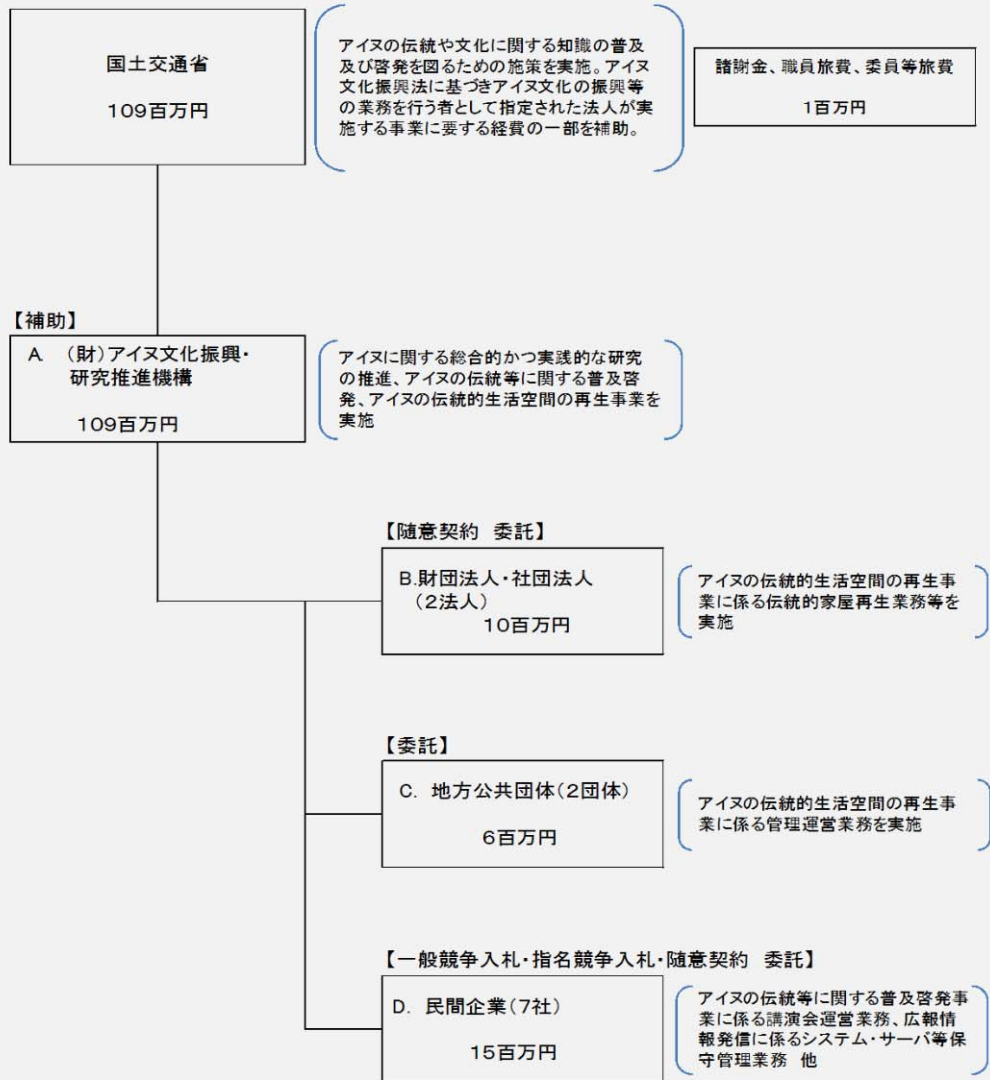 国土交通省
109百万円
アイヌの伝統や文化に関する知識の普及
及び啓発を図るための施策を実施。アイヌ
文化振興法に基づきアイヌ文化の振興等
の業務を行う者として指定された法人が実
施する事業に要する経費の一部を補助。
諸謝金、職員旅費、委員等旅費
1百万円
【補助】
A. (財)アイヌ文化振興・
研究推進機構
109百万円
アイヌに関する総合的かつ実践的な研究
の推進、アイヌの伝統等に関する普及啓
発、アイヌの伝統的生活空間の再生事業を
実施
【随意契約 委託】
B.財団法人・社団法人
(2法人)
10百万円
アイヌの伝統的生活空間の再生事
業に係る伝統的家屋再生業務等を
実施
【委託】
C. 地方公共団体(2団体)
6百万円
アイヌの伝統的生活空間の再生事
業に係る管理運営業務を実施
【一般競争入札・指名競争入札・随意契約 委託】
D. 民間企業(7社)
15百万円
アイヌの伝統等に関する普及啓発事
業に係る講演会運営業務、広報情
報発信に係るシステム・サーバ等保
守管理業務 他